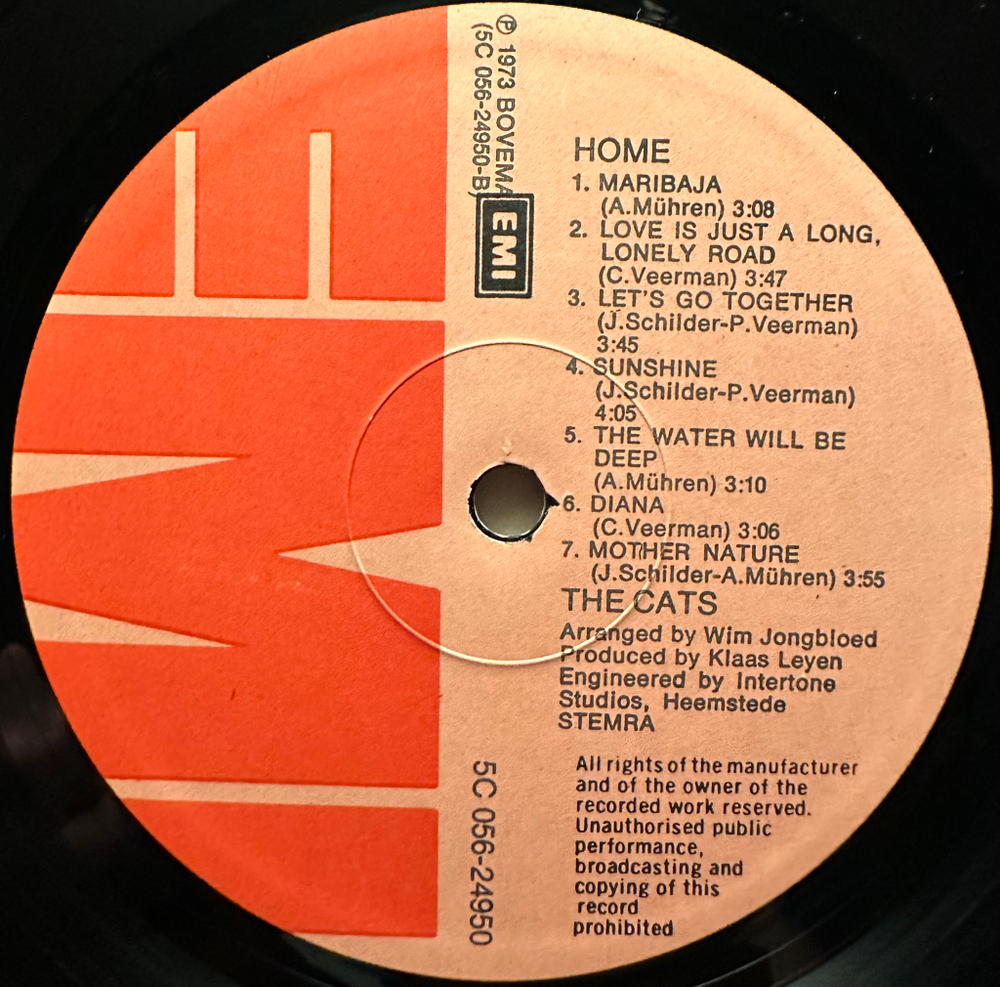 ℗ 1973 BOVEMA
(5C 056-24950-B)
EMI
EMI
HOME
1. MARIBAJA
(A.Mühren) 3:08
2. LOVE IS JUST A LONG,
LONELY ROAD
(C.Veerman) 3:47
3. LET'S GO TOGETHER
(J.Schilder-P.Veerman)
3:45
4. SUNSHINE
(J.Schilder-P.Veerman)
4:05
5. THE WATER WILL BE
DEEP
(A.Mühren) 3:10
6. DIANA
(C.Veerman) 3:06
7. MOTHER NATURE
(J.Schilder-A.Mühren) 3:55
THE CATS
Arranged by Wim Jongbloed
Produced by Klaas Leyen
Engineered by Intertone
Studios, Heemstede
STEMRA
5C 056-24950
All rights of the manufacturer
and of the owner of the
recorded work reserved.
Unauthorised public
performance,
broadcasting and
copying of this
record
prohibited